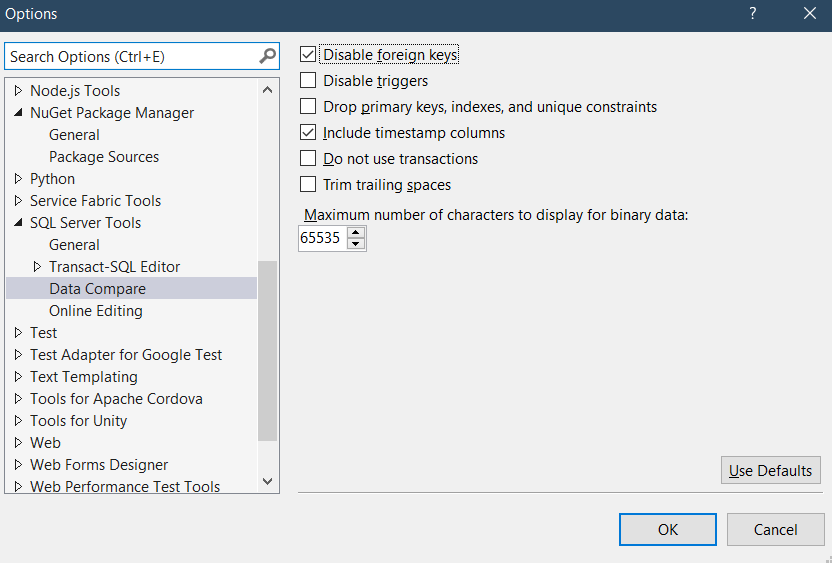 Options
?
Search Options (Ctrl+E)
Node.js Tools
NuGet Package Manager
General
Package Sources
Python
Service Fabric Tools
SQL Server Tools
General
Transact-SQL Editor
Data Compare
Online Editing
Test
Test Adapter for Google Test
Text Templating
Tools for Apache Cordova
Tools for Unity
Web
Web Forms Designer
Web Performance Test Tools
Disable foreign keys
Disable triggers
Drop primary keys, indexes, and unique constraints
Include timestamp columns
Do not use transactions
Trim trailing spaces
Maximum number of characters to display for binary data:
65535
Use Defaults
OK
Cancel